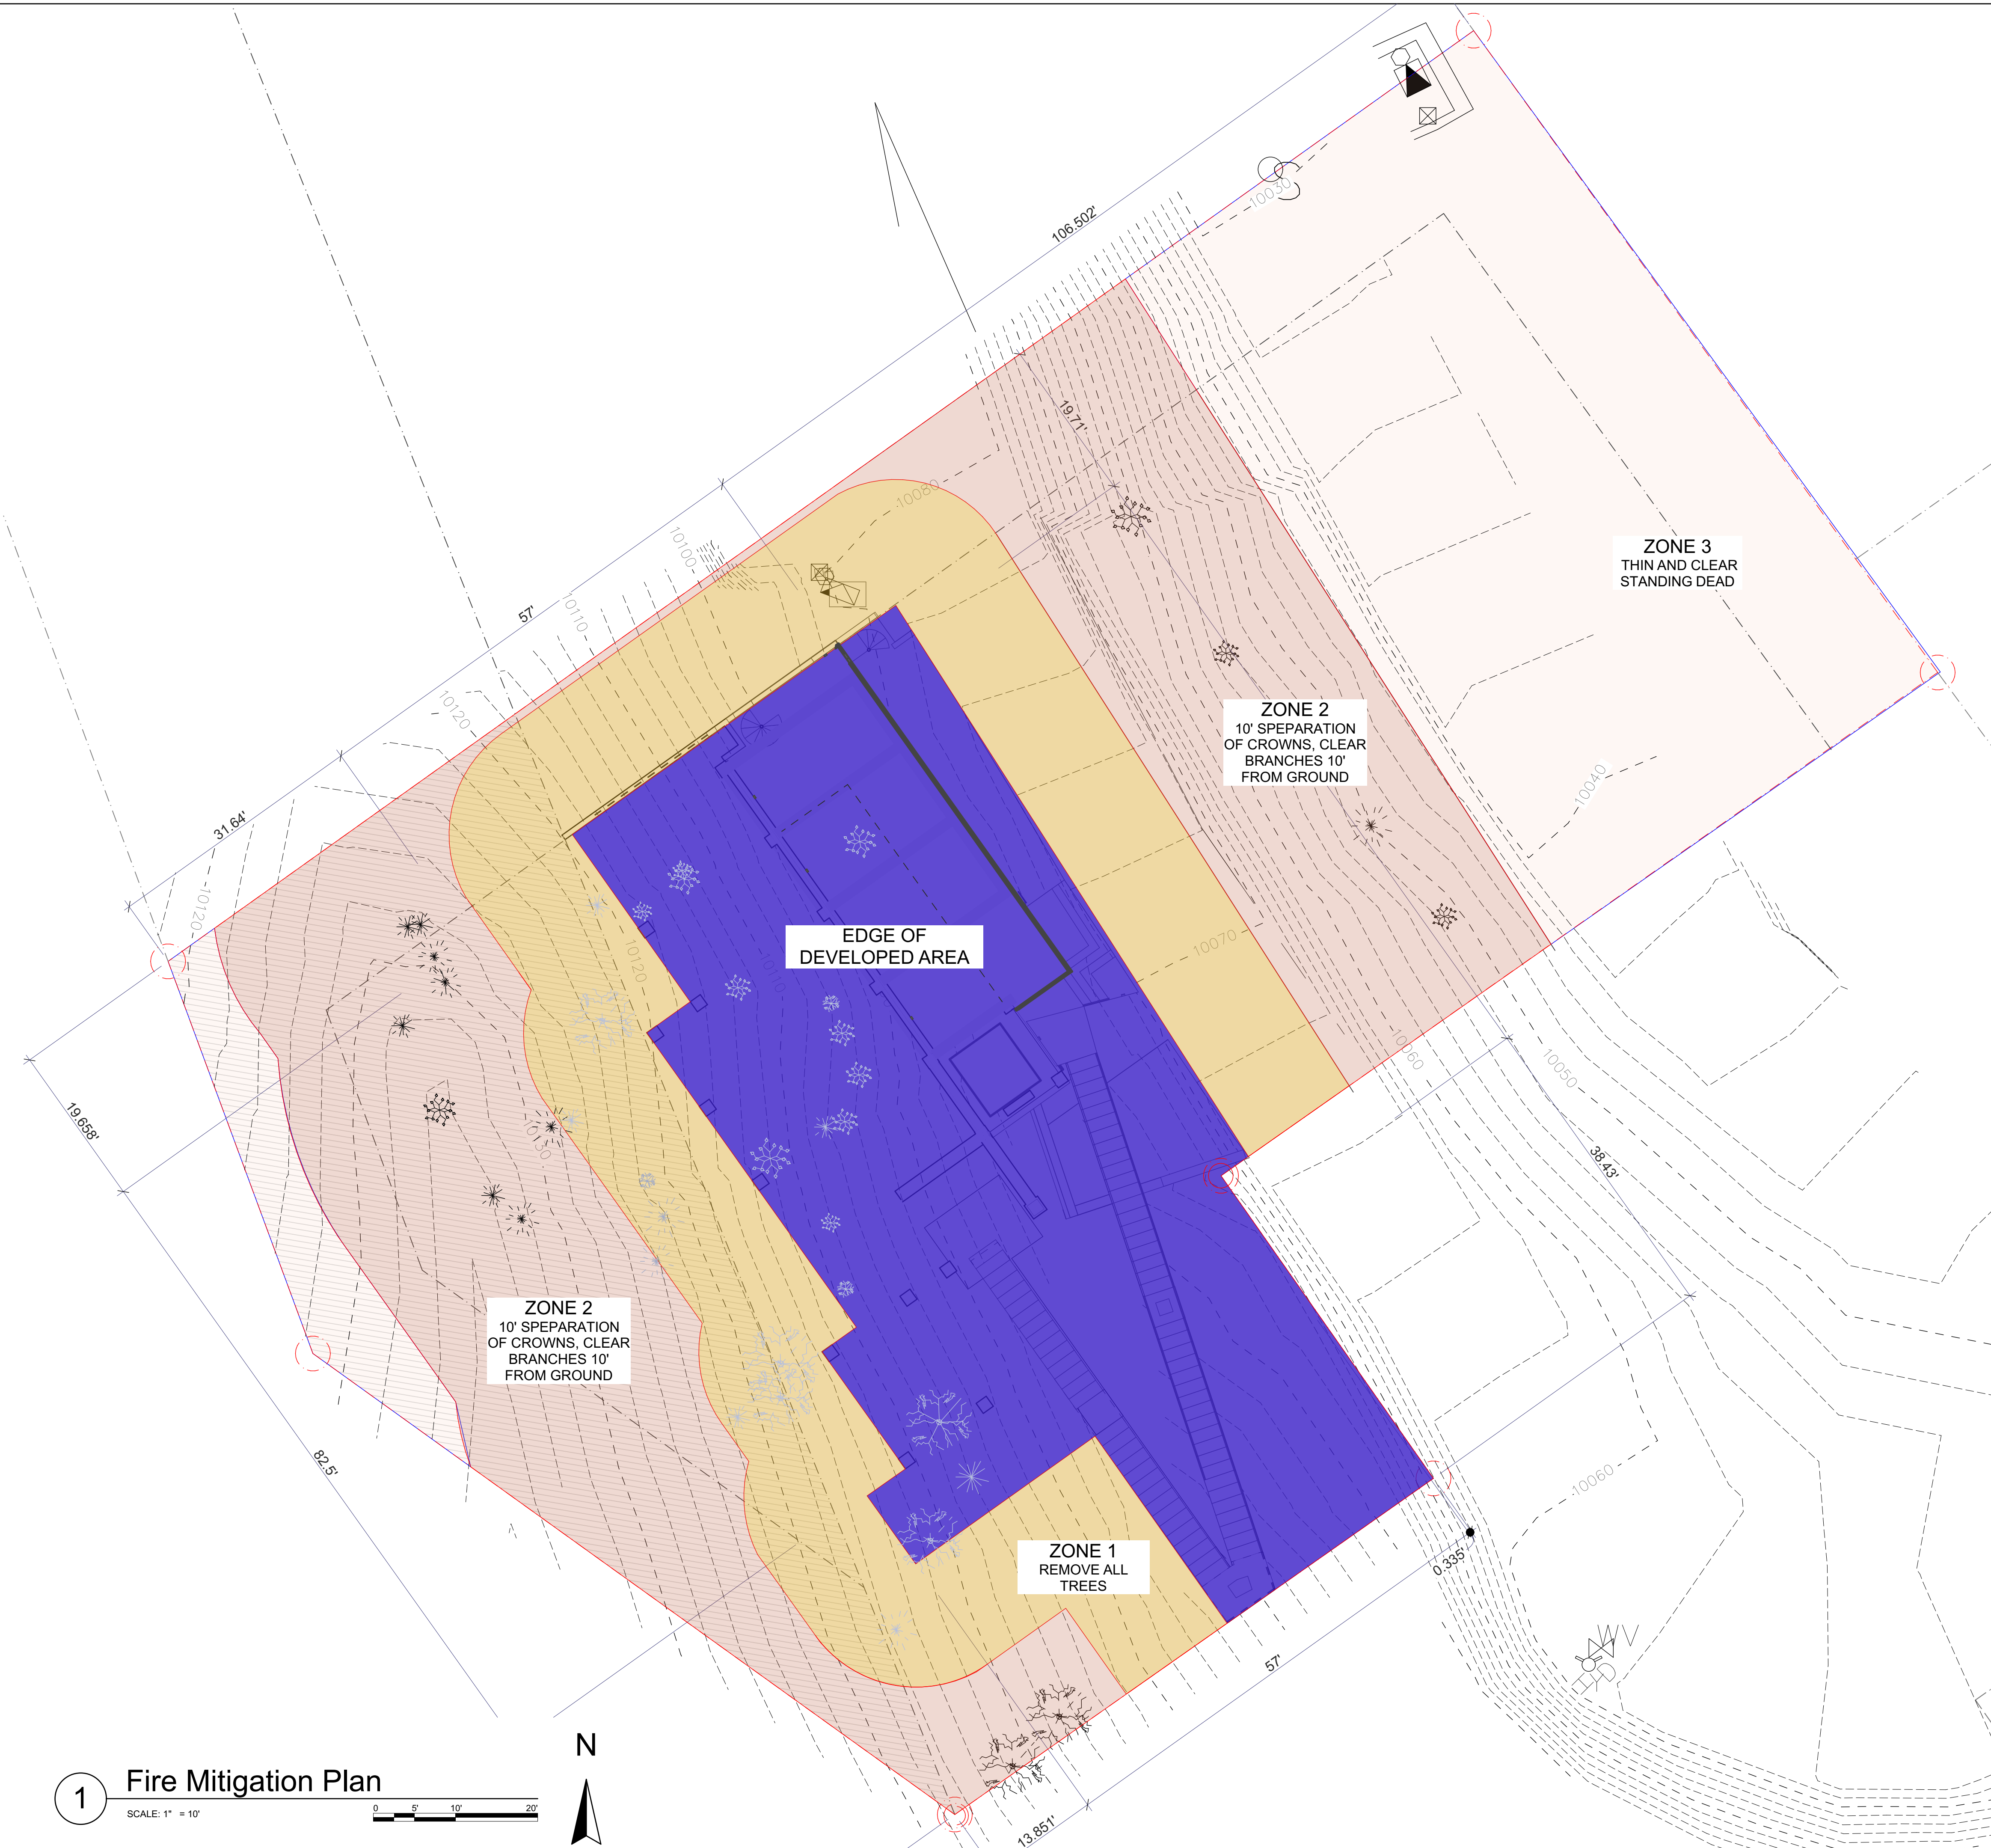 106.502'
10030
19.71'
10080
10100
57'
10110
10120
31.64'
10120
ZONE 3
THIN AND CLEAR
STANDING DEAD
ZONE 2
10' SPEPARATION
OF CROWNS, CLEAR
BRANCHES 10'
FROM GROUND
10040
EDGE OF
DEVELOPED AREA
10120
10110
10070
10060
10050
19.658'
10130
38.43'
ZONE 2
10' SPEPARATION
OF CROWNS, CLEAR
BRANCHES 10'
FROM GROUND
82.5'
10060
ZONE 1
REMOVE ALL
TREES
0.335'
57'
WV
13.851'
N
1
Fire Mitigation Plan
SCALE: 1" = 10'
0 5' 10' 20'